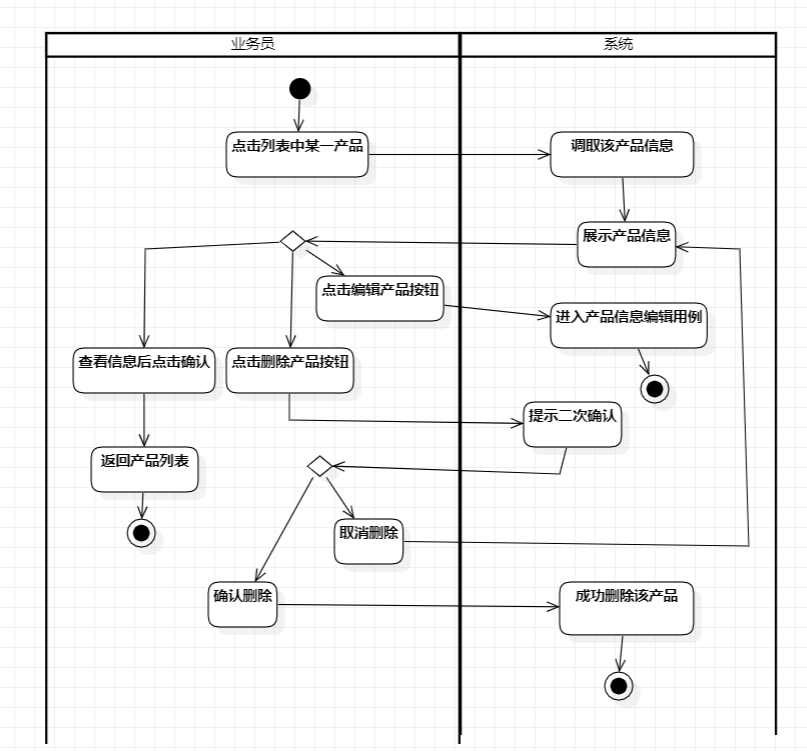 业务员
系统
点击列表中某一产品
调取该产品信息
展示产品信息
点击编辑产品按钮
进入产品信息编辑用例
查看信息后点击确认
点击删除产品按钮
提示二次确认
返回产品列表
取消删除
确认删除
成功删除该产品